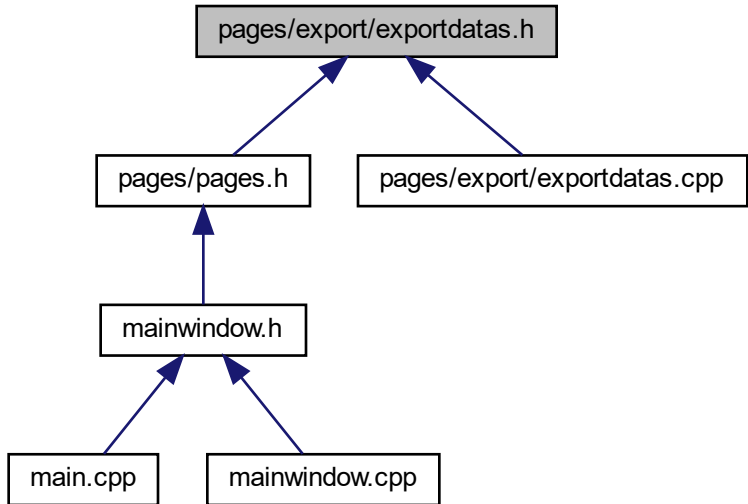 pages/export/exportdatas.h
pages/pages.h
pages/export/exportdatas.cpp
mainwindow.h
main.cpp
mainwindow.cpp